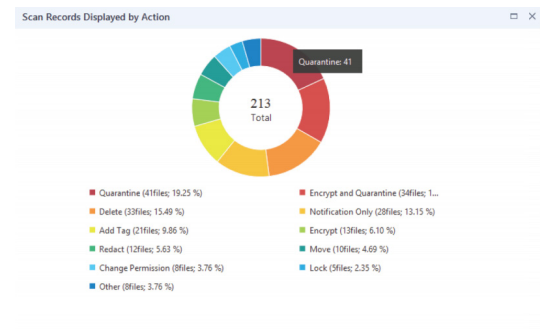 Scan Records Displayed by Action
Quarantine: 41
213
Total
Quarantine (41files; 19.25 %)
Encrypt and Quarantine (34files; 1...
Delete (33files; 15.49 %)
Notification Only (28files; 13.15 %)
Add Tag (21files; 9.86 %)
Encrypt (13files; 6.10 %)
Redact (12files; 5.63 %)
Move (10files; 4.69 %)
Change Permission (8files; 3.76 %)
Lock (5files; 2.35 %)
Other (8files; 3.76 %)